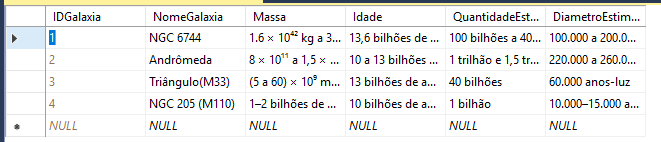 IDGalaxia NomeGalaxia Massa Idade QuantidadeEst... DiametroEstim...
1 NGC 6744 1.6 × 10⁴² kg a 3... 13,6 bilhões de ... 100 bilhões a 40... 100.000 a 200.0...
2 Andrômeda 8 × 10¹¹ a 1,5 × ... 10 a 13 bilhões ... 1 trilhão e 1,5 tr... 220.000 a 260.0...
3 Triângulo(M33) (5 a 60) × 10⁹ m... 13 bilhões de a... 40 bilhões 60.000 anos-luz
4 NGC 205 (M110) 1–2 bilhões de ... 10 bilhões de a... 1 bilhão 10.000–15.000 a...
NULL NULL NULL NULL NULL NULL